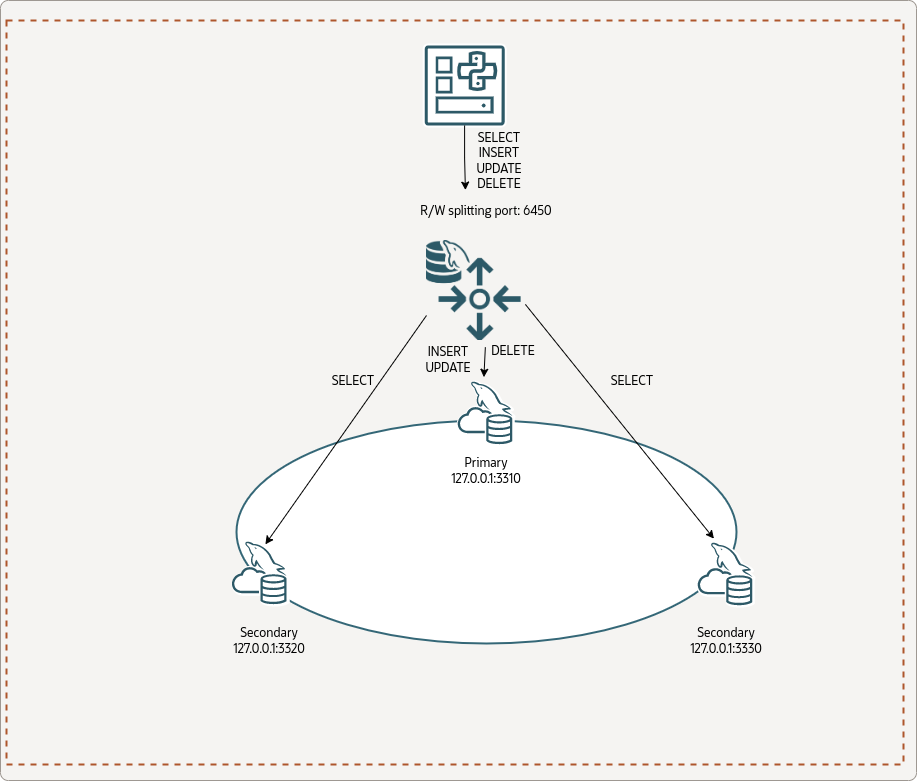 SELECT
INSERT
UPDATE
DELETE
R/W splitting port: 6450
INSERT
UPDATE
DELETE
SELECT
SELECT
Primary
127.0.0.1:3310
Secondary
127.0.0.1:3320
Secondary
127.0.0.1:3330